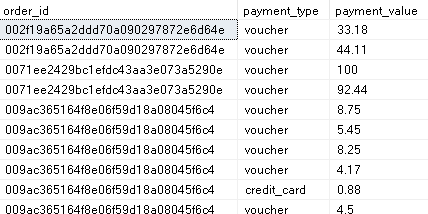 order_id payment_type payment_value
002f19a65a2ddd70a090297872e6d64e voucher 33.18
002f19a65a2ddd70a090297872e6d64e voucher 44.11
0071ee2429bc1efdc43aa3e073a5290e voucher 100
0071ee2429bc1efdc43aa3e073a5290e voucher 92.44
009ac365164f8e06f59d18a08045f6c4 voucher 8.75
009ac365164f8e06f59d18a08045f6c4 voucher 5.45
009ac365164f8e06f59d18a08045f6c4 voucher 8.25
009ac365164f8e06f59d18a08045f6c4 voucher 4.17
009ac365164f8e06f59d18a08045f6c4 credit_card 0.88
009ac365164f8e06f59d18a08045f6c4 voucher 4.5